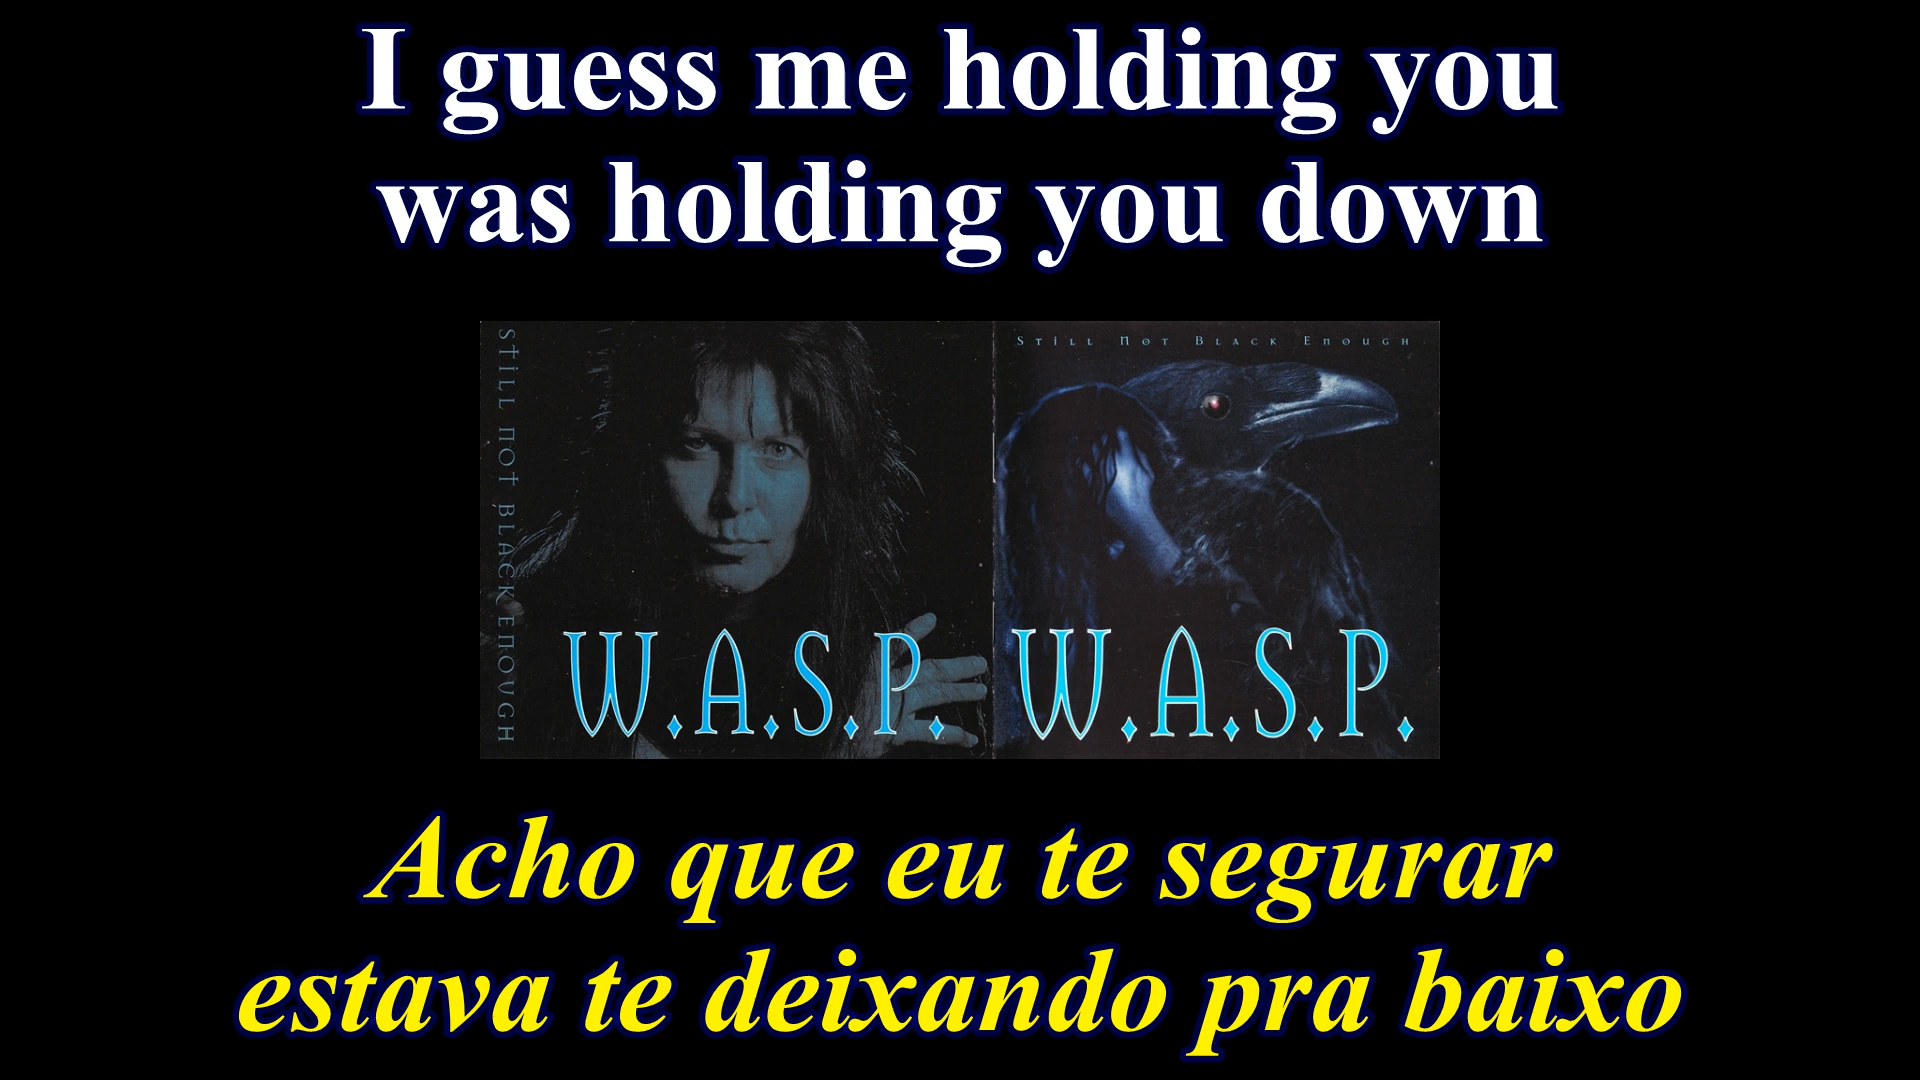 I guess me holding you
was holding you down
STILL NOT BLACK ENOUGH
W.A.S.P.
STILL NOT BLACK ENOUGH
W.A.S.P.
Acho que eu te segurar
estava te deixando pra baixo